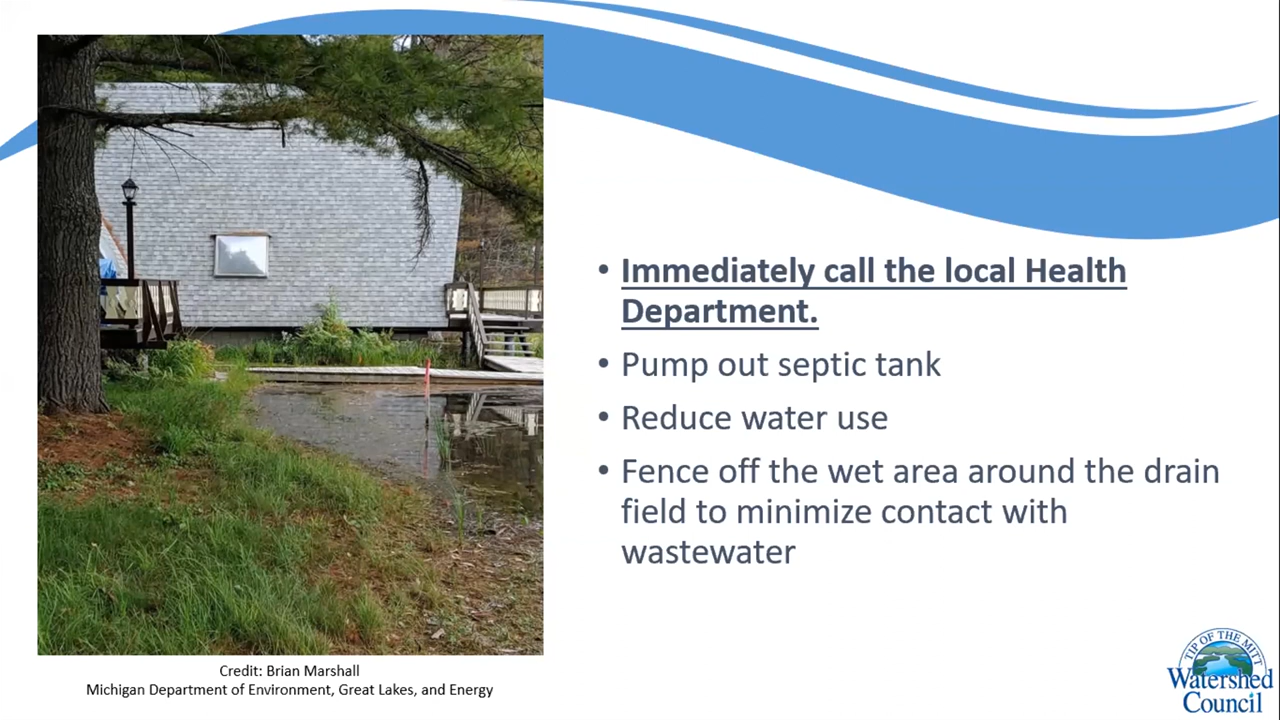 • Immediately call the local Health
Department.
• Pump out septic tank
• Reduce water use
• Fence off the wet area around the drain
field to minimize contact with
wastewater
Credit: Brian Marshall
Michigan Department of Environment, Great Lakes, and Energy
TIP OF THE MITT
Watershed
Council